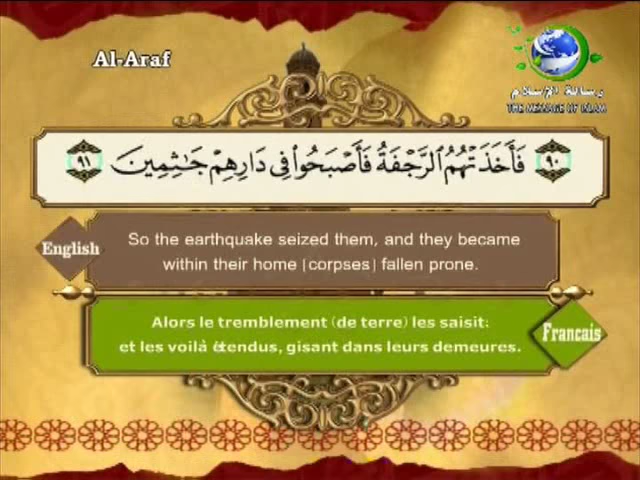 Al-Araf
رسالة الإسلام
THE MESSAGE OF ISLAM
٩٠ فَأَخَذَتْهُمُ الرَّجْفَةُ فَأَصْبَحُوا فِي دَارِهِمْ جَاثِمِينَ ٩١
English
So the earthquake seized them, and they became
within their home [corpses] fallen prone.
Alors le tremblement (de terre) les saisit;
et les voilà étendus, gisant dans leurs demeures.
Francais